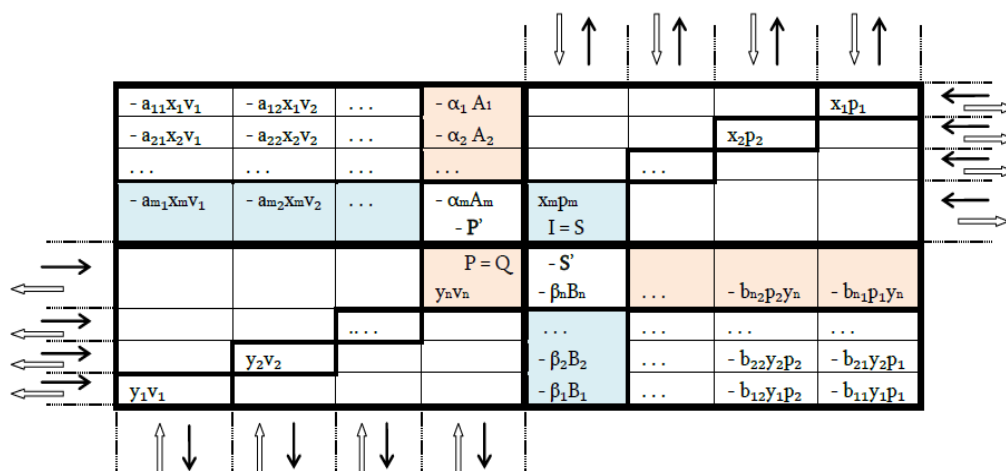 - a₁₁x₁v₁ - a₁₂x₁v₂ . . . - α₁ A₁ x₁p₁
- a₂₁x₂v₁ - a₂₂x₂v₂ . . . - α₂ A₂ x₂p₂
. . . . . . . . .
- aₘ₁xₘv₁ - aₘ₂xₘv₂ . . . - αₘAₘ xₘpₘ
- P' I = S
P = Q - S'
yₙvₙ - βₙBₙ . . . - bₙ₂p₂yₙ - bₙ₁p₁yₙ
.. . . . . . . . . . . . . . .
y₂v₂ - β₂B₂ . . . - b₂₂y₂p₂ - b₂₁y₂p₁
y₁v₁ - β₁B₁ . . . - b₁₂y₁p₂ - b₁₁y₁p₁